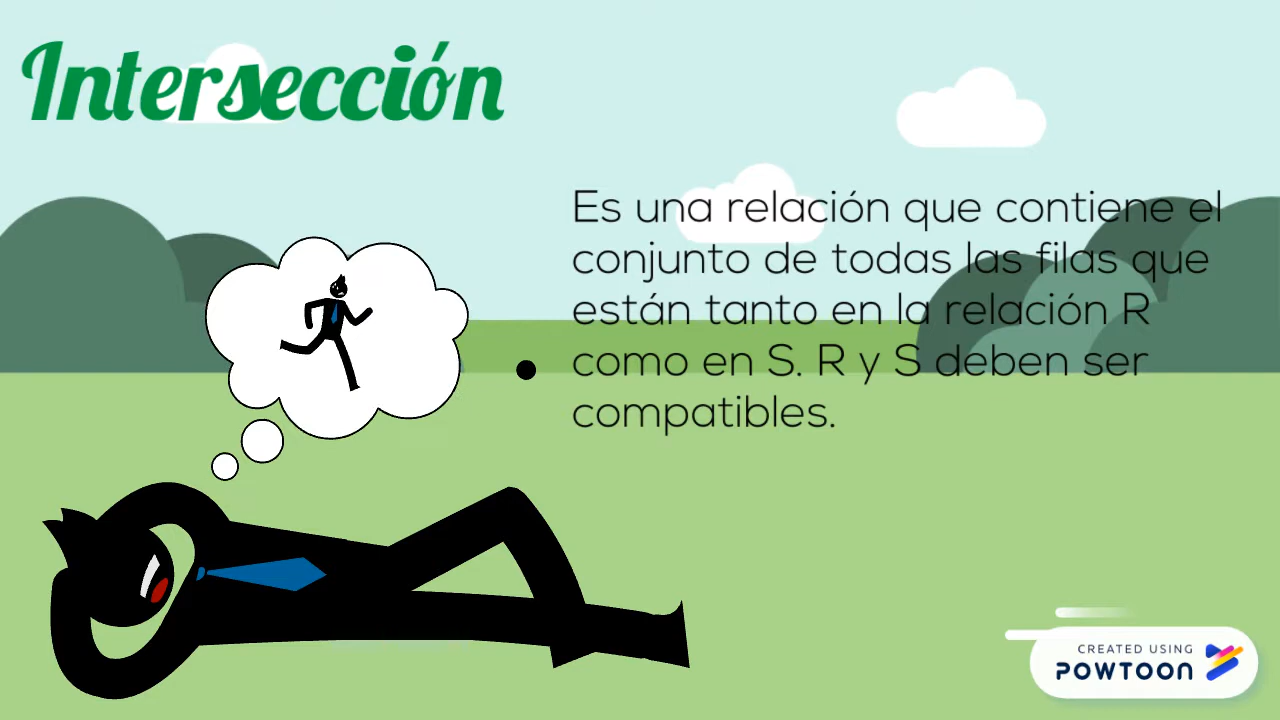 Intersección
Es una relación que contiene el
conjunto de todas las filas que
están tanto en la relación R
como en S. R y S deben ser
compatibles.
CREATED USING
POWTOON